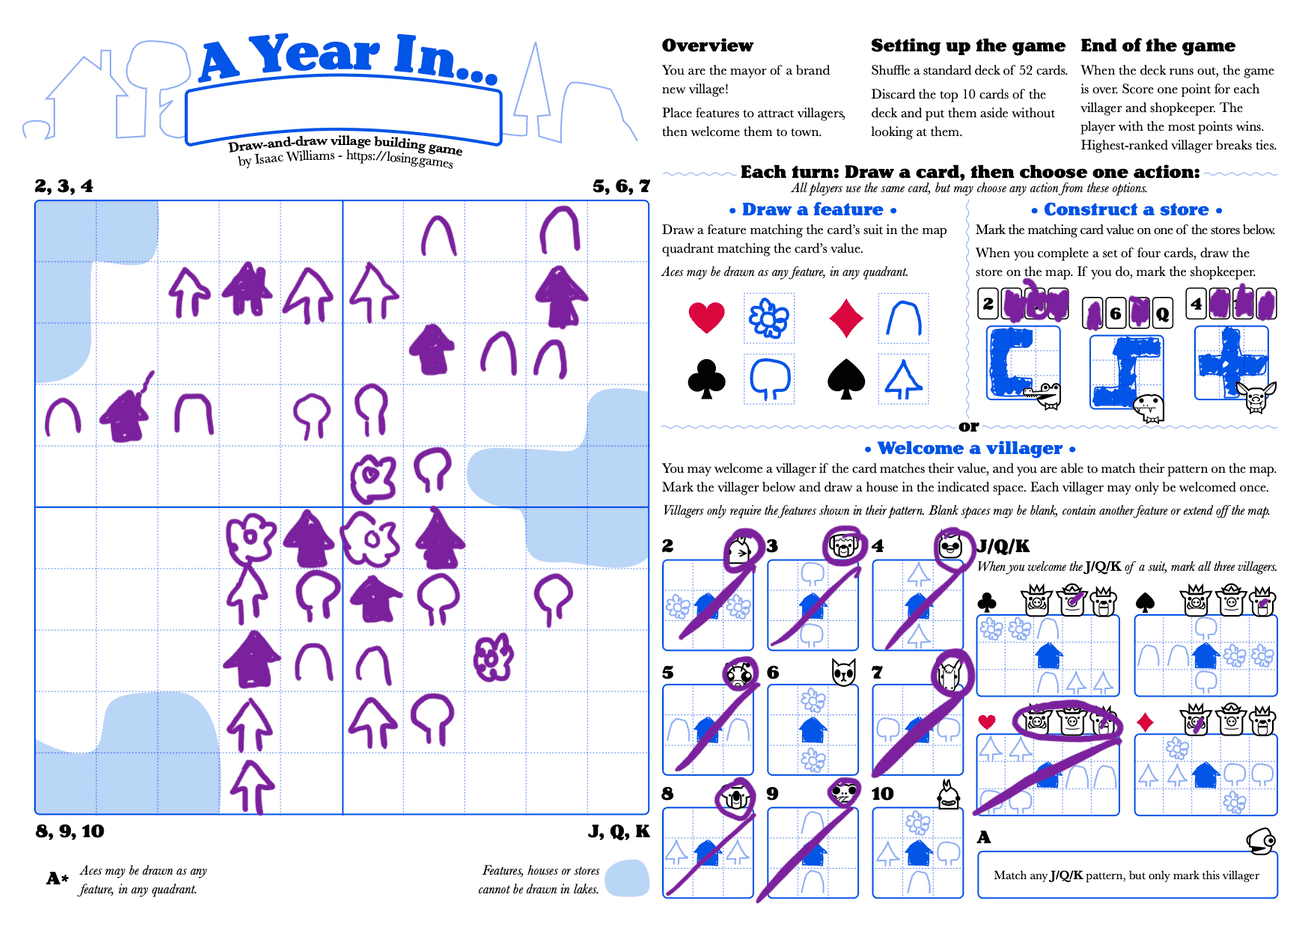 A Year In...
Draw-and-draw village building game
by Isaac Williams - https://losing.games
2, 3, 4
5, 6, 7
8, 9, 10
J, Q, K
A*
Aces may be drawn as any
feature, in any quadrant.
Features, houses or stores
cannot be drawn in lakes.
Overview
You are the mayor of a brand
new village!
Place features to attract villagers,
then welcome them to town.
Setting up the game
Shuffle a standard deck of 52 cards.
Discard the top 10 cards of the
deck and put them aside without
looking at them.
End of the game
When the deck runs out, the game
is over. Score one point for each
villager and shopkeeper. The
player with the most points wins.
Highest-ranked villager breaks ties.
Each turn: Draw a card, then choose one action:
All players use the same card, but may choose any action from these options.
• Draw a feature •
Draw a feature matching the card's suit in the map
quadrant matching the card's value.
Aces may be drawn as any feature, in any quadrant.
• Construct a store •
Mark the matching card value on one of the stores below.
When you complete a set of four cards, draw the
store on the map. If you do, mark the shopkeeper.
2
6
Q
4
or
• Welcome a villager •
You may welcome a villager if the card matches their value, and you are able to match their pattern on the map.
Mark the villager below and draw a house in the indicated space. Each villager may only be welcomed once.
Villagers only require the features shown in their pattern. Blank spaces may be blank, contain another feature or extend off the map.
2
3
4
5
6
7
8
9
10
J/Q/K
When you welcome the J/Q/K of a suit, mark all three villagers.
A
Match any J/Q/K pattern, but only mark this villager